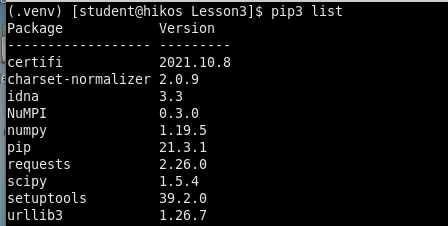 (.venv) [student@hikos Lesson3]$ pip3 list
Package            Version
------------------ ---------
certifi            2021.10.8
charset-normalizer 2.0.9
idna               3.3
NuMPI              0.3.0
numpy              1.19.5
pip                21.3.1
requests           2.26.0
scipy              1.5.4
setuptools         39.2.0
urllib3            1.26.7